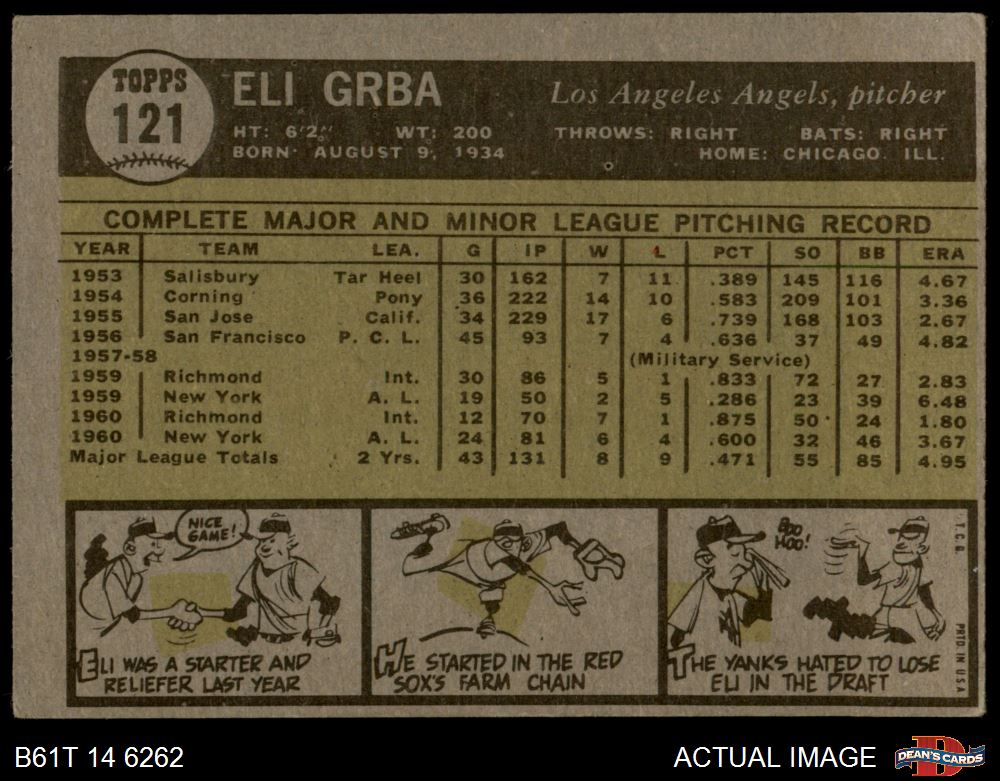 TOPPS
121
ELI GRBA
Los Angeles Angels, pitcher
HT: 6'2" WT: 200 THROWS: RIGHT BATS: RIGHT
BORN: AUGUST 9, 1934 HOME: CHICAGO, ILL.
COMPLETE MAJOR AND MINOR LEAGUE PITCHING RECORD
YEAR TEAM LEA. G IP W L PCT SO BB ERA
1953 Salisbury Tar Heel 30 162 7 11 .389 145 116 4.67
1954 Corning Pony 36 222 14 10 .583 209 101 3.36
1955 San Jose Calif. 34 229 17 6 .739 168 103 2.67
1956 San Francisco P. C. L. 45 93 7 4 .636 37 49 4.82
1957-58 (Military Service)
1959 Richmond Int. 30 86 5 1 .833 72 27 2.83
1959 New York A. L. 19 50 2 5 .286 23 39 6.48
1960 Richmond Int. 12 70 7 1 .875 50 24 1.80
1960 New York A. L. 24 81 6 4 .600 32 46 3.67
Major League Totals 2 Yrs. 43 131 8 9 .471 55 85 4.95
NICE
GAME!
ELI WAS A STARTER AND
RELIEFER LAST YEAR
HE STARTED IN THE RED
SOX'S FARM CHAIN
BOO
HOO!
THE YANKS HATED TO LOSE
ELI IN THE DRAFT
T.C.G.
PRTD. IN U.S.A.
B61T 14 6262
ACTUAL IMAGE
D
DEAN'S CARDS